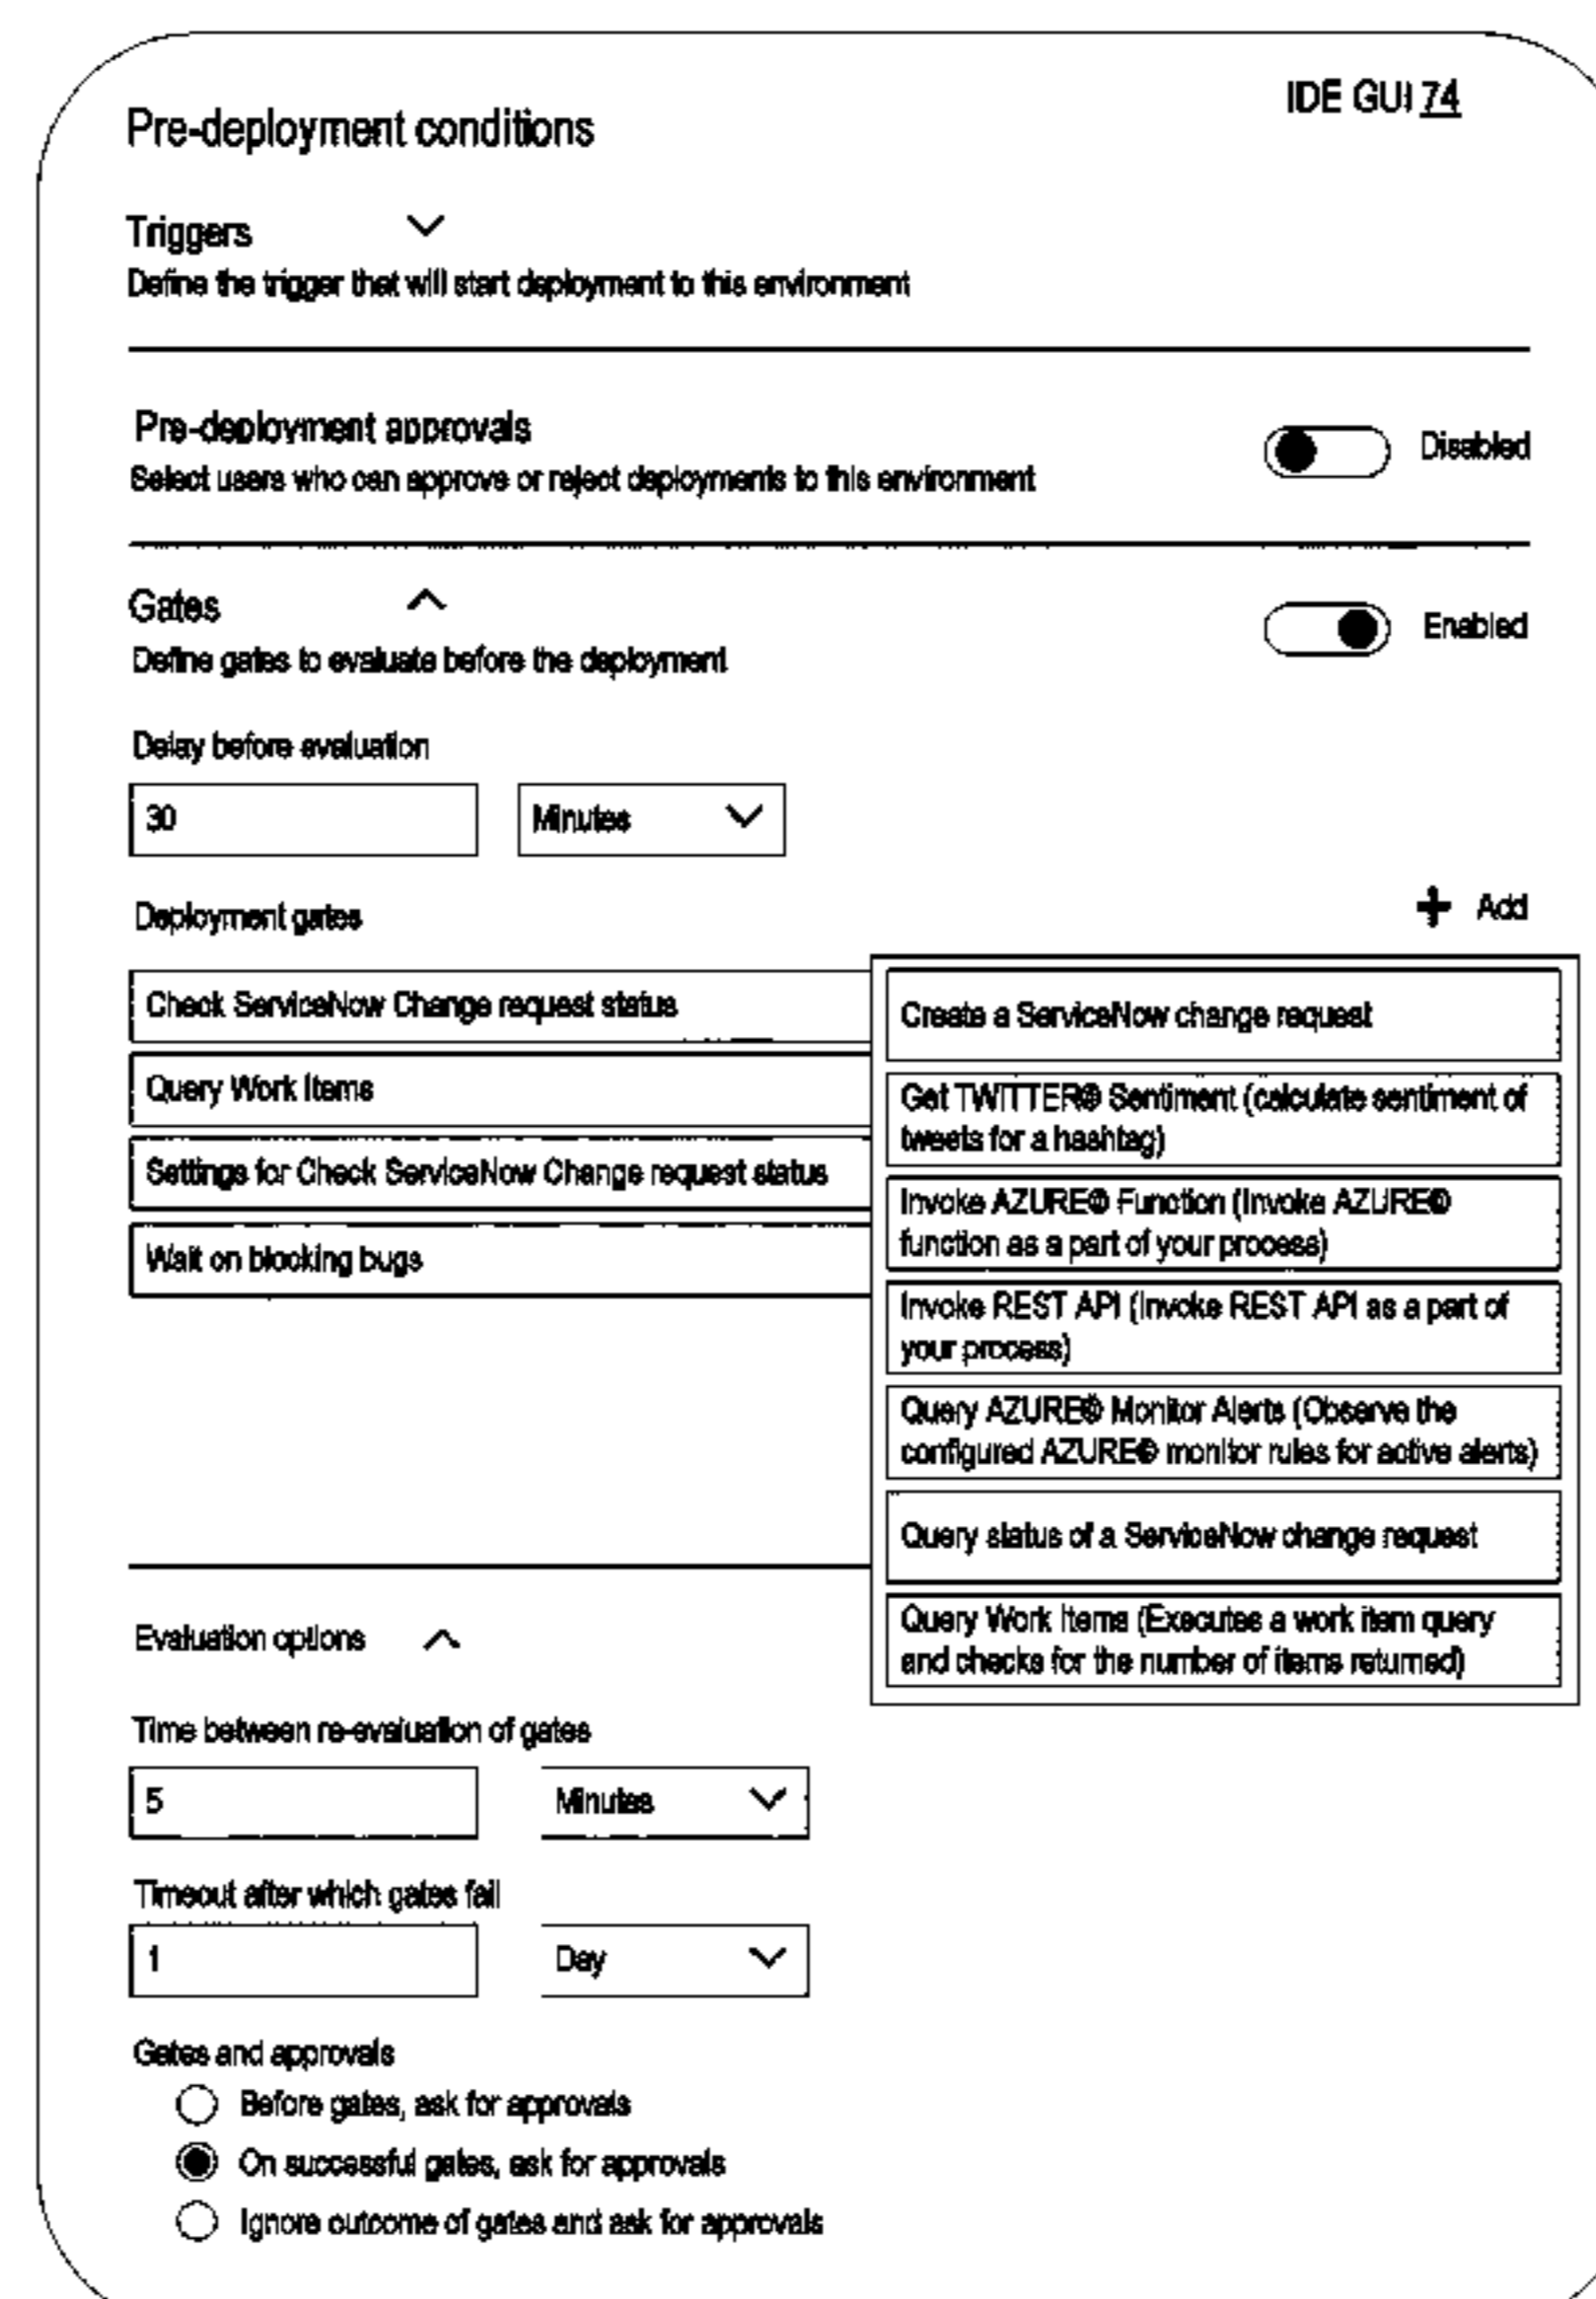 IDE GUI 74
Pre-deployment conditions
Triggers
Define the trigger that will start deployment to this environment
Pre-deployment approvals
Disabled
Select users who can approve or reject deployments to this environment
Gates
Enabled
Define gates to evaluate before the deployment
Delay before evaluation
30
Minutes
Deployment gates
Add
Check ServiceNow Change request status
Query Work Items
Settings for Check ServiceNow Change request status
Wait on blocking bugs
Create a ServiceNow change request
Get TWITTER® Sentiment (calculate sentiment of
tweets for a hashtag)
Invoke AZURE® Function (Invoke AZURE®
function as a part of your process)
Invoke REST API (Invoke REST API as a part of
your process)
Query AZURE® Monitor Alerts (Observe the
configured AZURE® monitor rules for active alerts)
Query status of a ServiceNow change request
Query Work Items (Executes a work item query
and checks for the number of items returned)
Evaluation options
Time between re-evaluation of gates
5
Minutes
Timeout after which gates fail
1
Day
Gates and approvals
Before gates, ask for approvals
On successful gates, ask for approvals
Ignore outcome of gates and ask for approvals